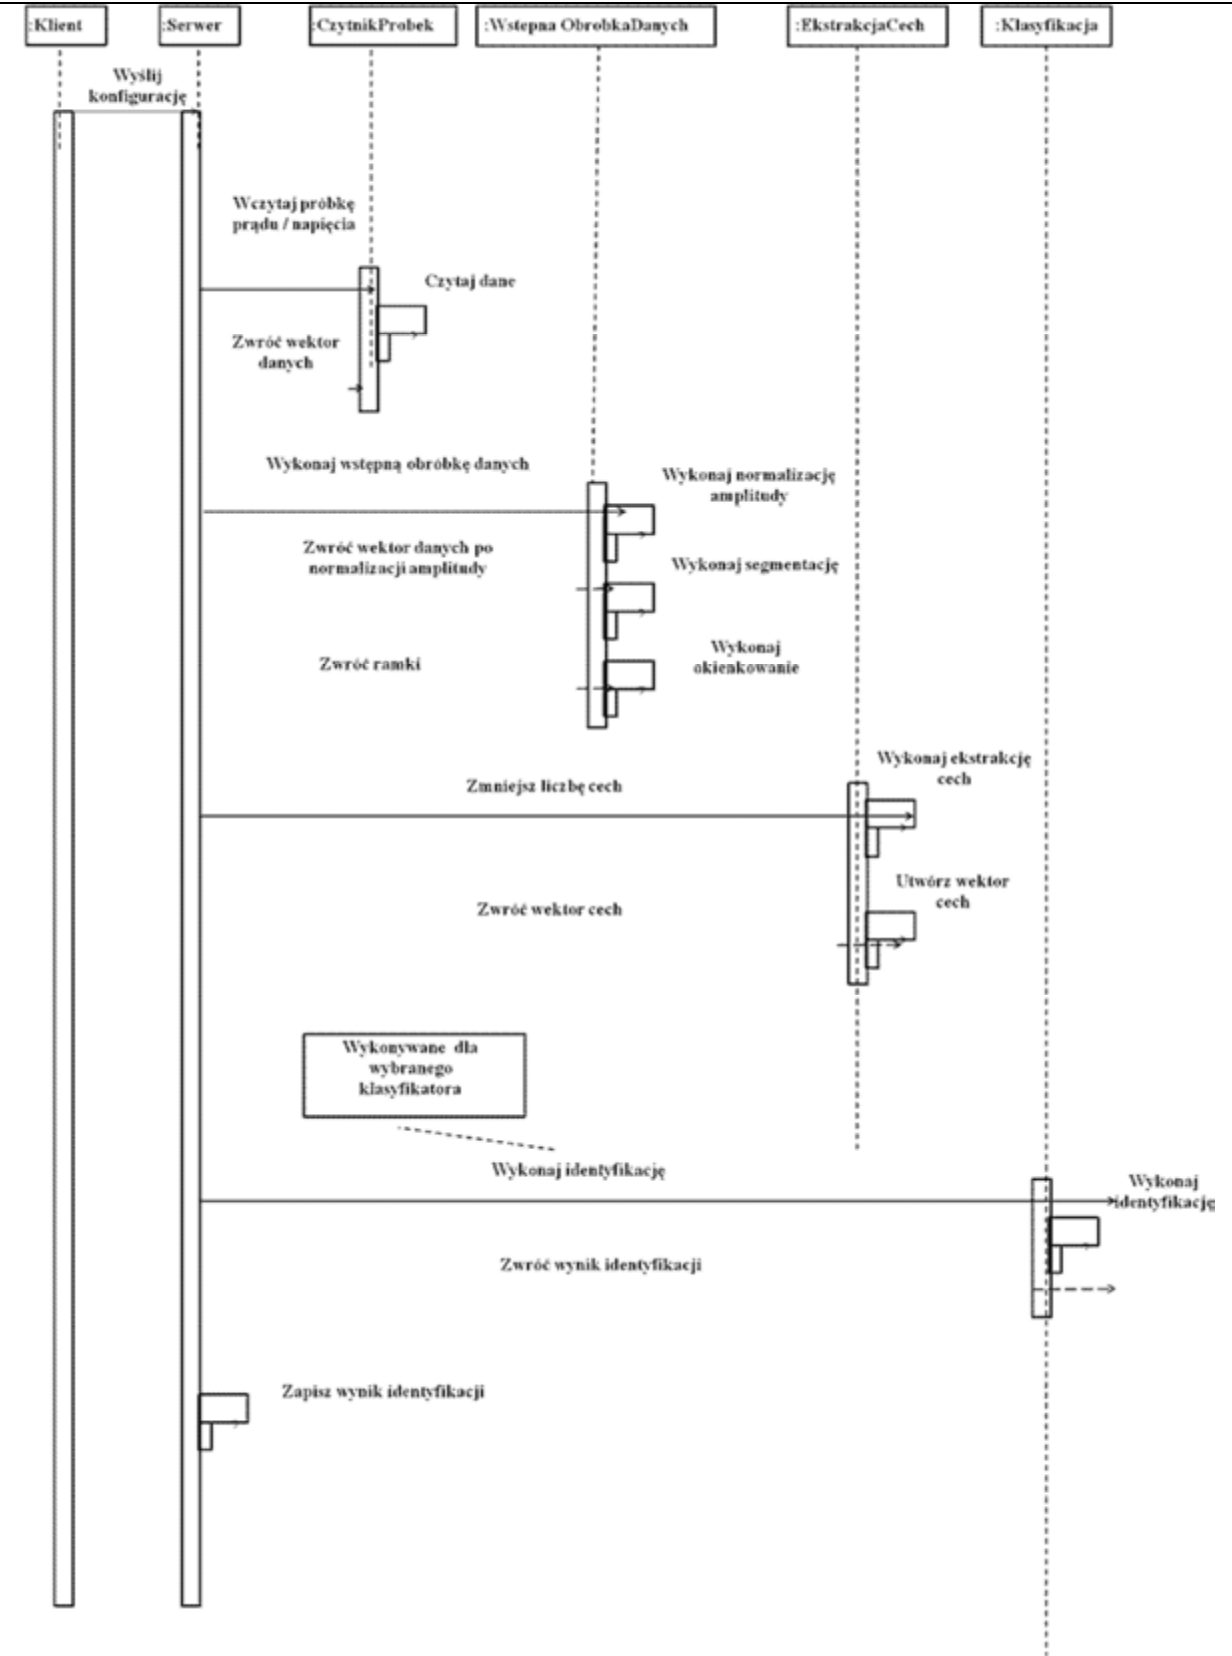 :Klient
:Serwer
:CzytnikProbek
:Wstepna ObrobkaDanych
:EkstrakcjaCech
:Klasyfikacja
Wyślij
konfigurację
Wczytaj próbkę
prądu / napięcia
Czytaj dane
Zwróć wektor
danych
Wykonaj wstępną obróbkę danych
Wykonaj normalizację
amplitudy
Zwróć wektor danych po
normalizacji amplitudy
Wykonaj segmentację
Zwróć ramki
Wykonaj
okienkowanie
Wykonaj ekstrakcję
cech
Zmniejsz liczbę cech
Utwórz wektor
cech
Zwróć wektor cech
Wykonywane dla
wybranego
klasyfikatora
Wykonaj identyfikację
Wykonaj
identyfikację
Zwróć wynik identyfikacji
Zapisz wynik identyfikacji